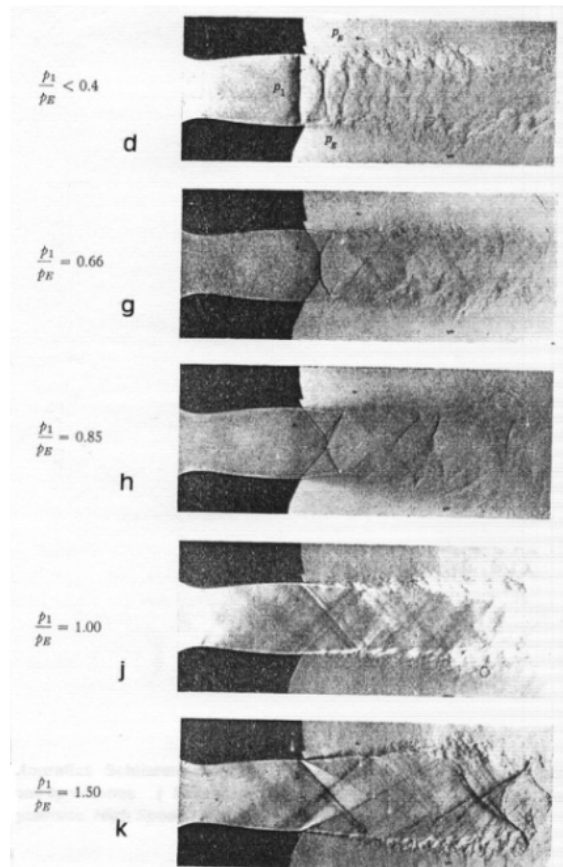 p_E
p_1/p_E < 0.4
p_1
d
p_E
p_1/p_E = 0.66
g
p_1/p_E = 0.85
h
p_1/p_E = 1.00
j
p_1/p_E = 1.50
k